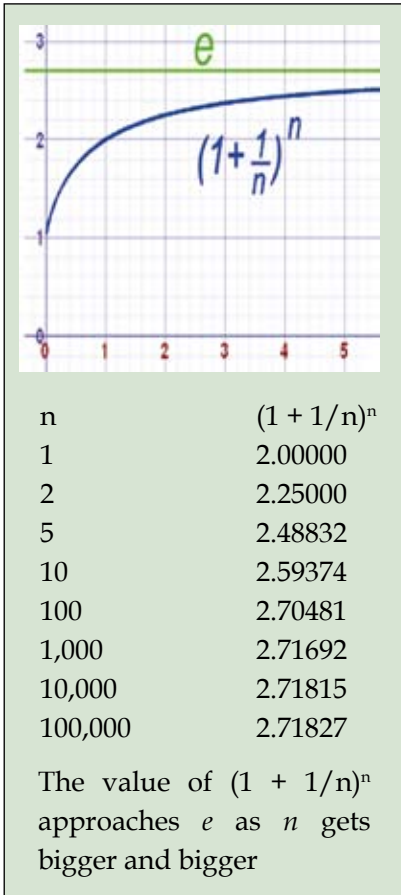 3
e
2
(1+1/n)ⁿ
1
0
0 1 2 3 4 5
n (1 + 1/n)ⁿ
1 2.00000
2 2.25000
5 2.48832
10 2.59374
100 2.70481
1,000 2.71692
10,000 2.71815
100,000 2.71827
The value of (1 + 1/n)ⁿ
approaches e as n gets
bigger and bigger